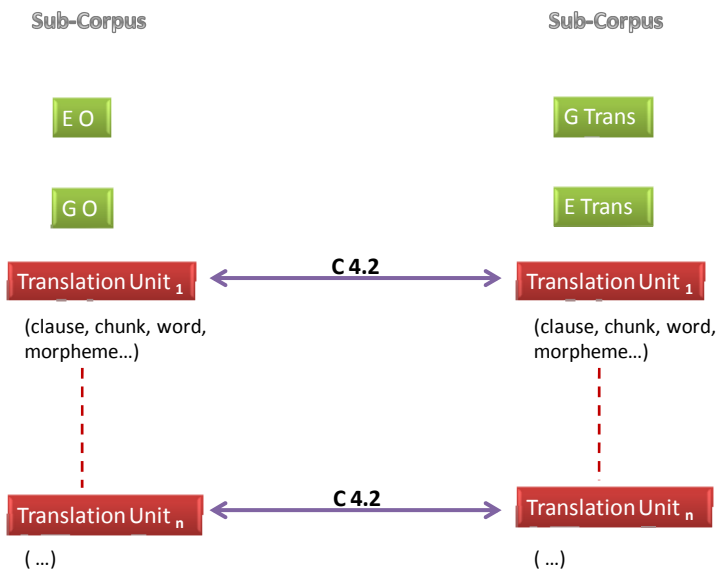 Sub-Corpus
Sub-Corpus
E O
G Trans
G O
E Trans
Translation Unit 1
C 4.2
Translation Unit 1
(clause, chunk, word,
morpheme...)
(clause, chunk, word,
morpheme...)
Translation Unit n
C 4.2
Translation Unit n
( ...)
( ...)